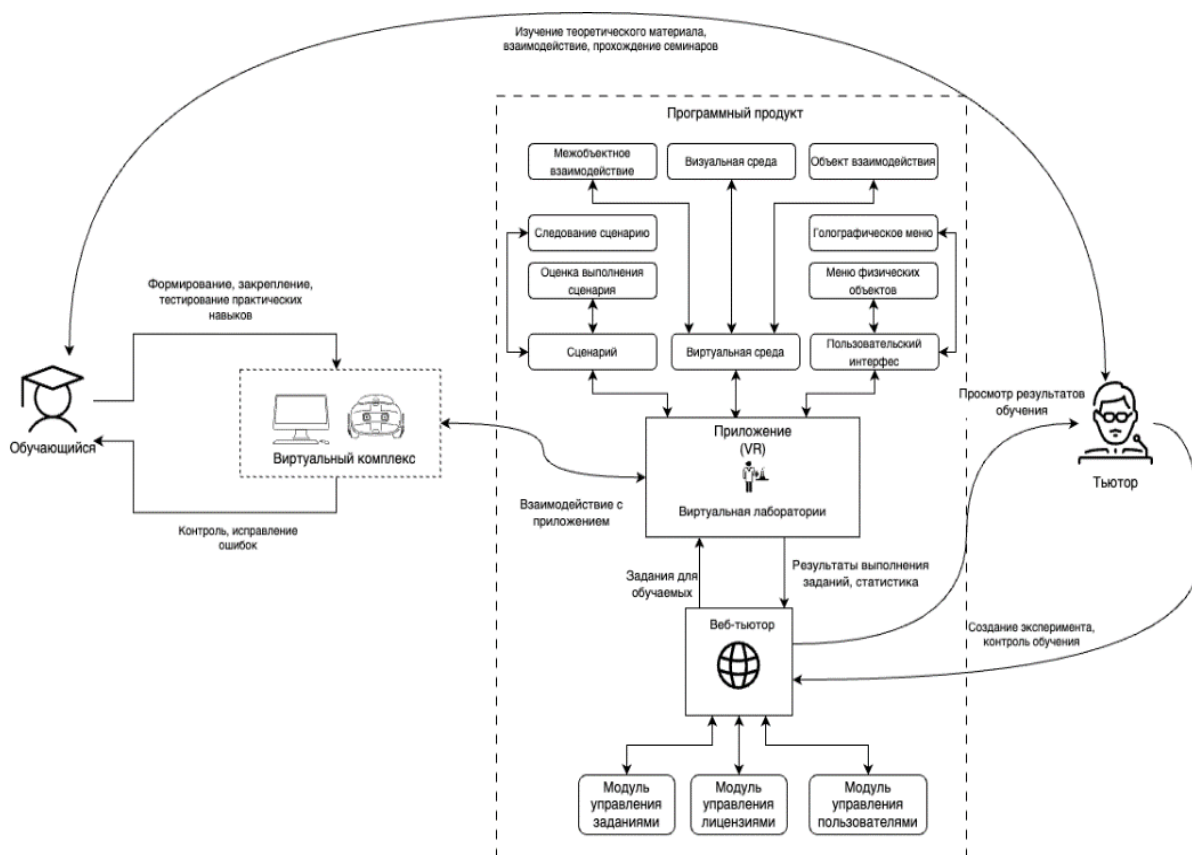 Изучение теоретического материала,
взаимодействие, прохождение семинаров
Программный продукт
Межобъектное
взаимодействие
Визуальная среда
Объект взаимодействия
Следование сценарию
Голографическое меню
Оценка выполнения
сценария
Меню физических
объектов
Формирование, закрепление,
тестирование практических
навыков
Сценарий
Виртуальная среда
Пользовательский
интерфес
Обучающийся
Виртуальный комплекс
Просмотр результатов
обучения
Тьютор
Приложение
(VR)
Виртуальная лаборатории
Взаимодействие с
приложением
Контроль, исправление
ошибок
Задания для
обучаемых
Результаты выполнения
заданий, статистика
Веб-тьютор
Создание эксперимента,
контроль обучения
Модуль
управления
заданиями
Модуль
управления
лицензиями
Модуль
управления
пользователями